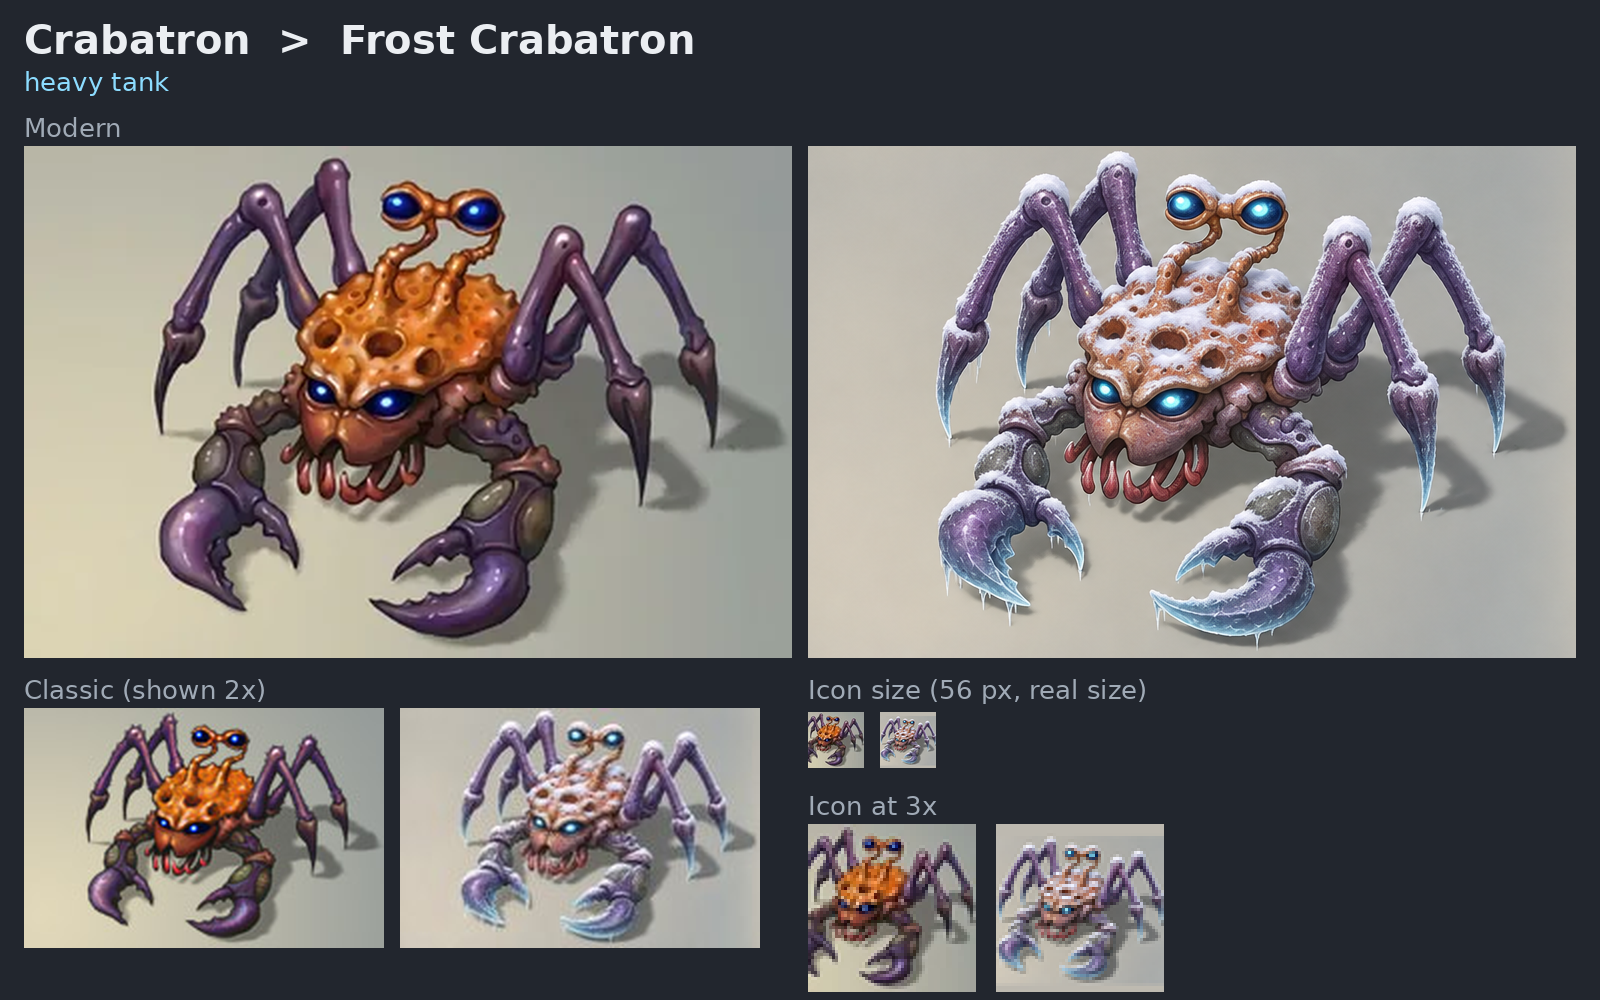 Crabatron > Frost Crabatron
heavy tank
Modern
Classic (shown 2x)
Icon size (56 px, real size)
Icon at 3x